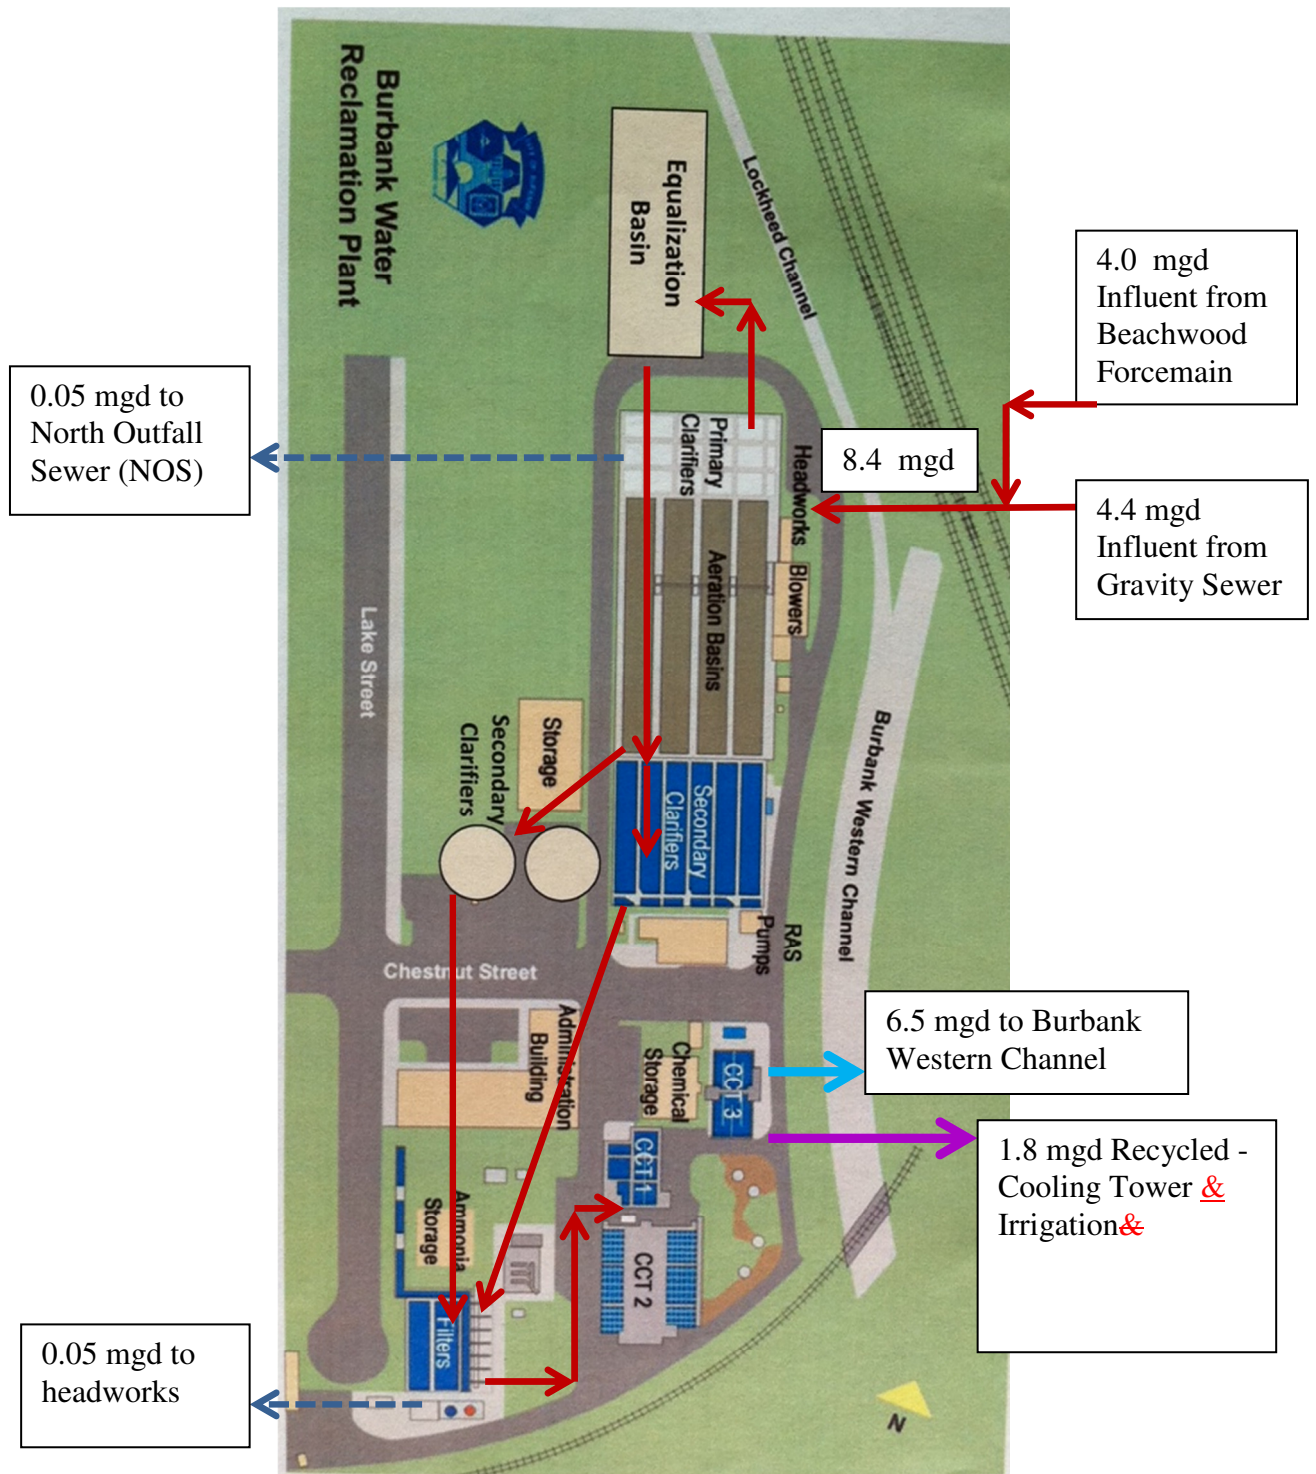 Burbank Water
Reclamation Plant
Equalization
Basin
Lockheed Channel
4.0 mgd
Influent from
Beachwood
Forcemain
0.05 mgd to
North Outfall
Sewer (NOS)
Primary
Clarifiers
Headworks
8.4 mgd
4.4 mgd
Influent from
Gravity Sewer
Blowers
Aeration Basins
Lake Street
Storage
Secondary
Clarifiers
Secondary
Clarifiers
Burbank Western Channel
RAS
Pumps
Chestnut Street
6.5 mgd to Burbank
Western Channel
Administration
Building
Chemical
Storage
CCT 3
1.8 mgd Recycled -
Cooling Tower &
Irrigation&
CCT 1
Ammonia
Storage
CCT 2
Filters
0.05 mgd to
headworks
N